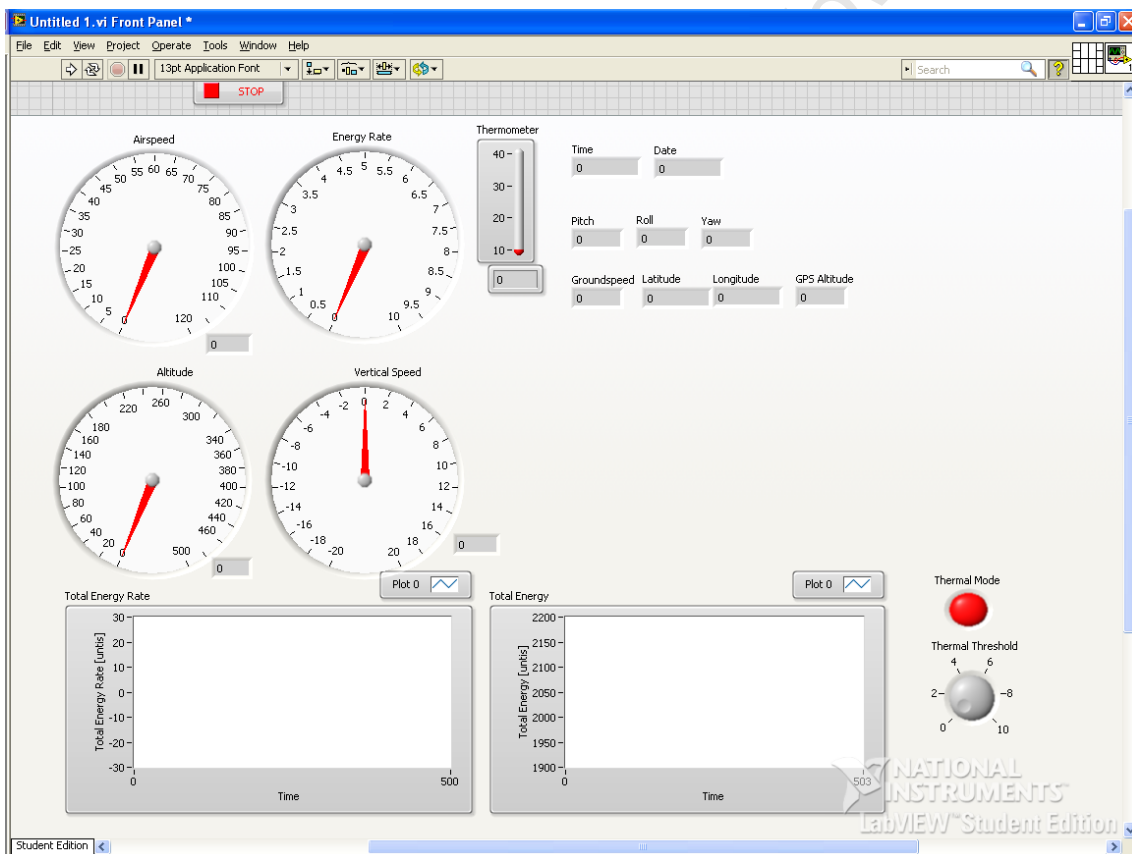 Untitled 1.vi Front Panel *
File Edit View Project Operate Tools Window Help
13pt Application Font
Search
?
1
STOP
Airspeed
0 5 10 15 20 25 30 35 40 45 50 55 60 65 70 75 80 85 90 95 100 105 110 120
0
Energy Rate
0 0.5 1 1.5 2 2.5 3 3.5 4 4.5 5 5.5 6 6.5 7 7.5 8 8.5 9 9.5 10
Thermometer
40
30
20
10
0
Time Date
0 0
Pitch Roll Yaw
0 0 0
Groundspeed Latitude Longitude GPS Altitude
0 0 0 0
Altitude
0 20 40 60 80 100 120 140 160 180 220 260 300 340 360 380 400 420 440 460 500
0
Vertical Speed
-20 -18 -16 -14 -12 -10 -8 -6 -4 -2 0 2 4 6 8 10 12 14 16 18 20
0
Total Energy Rate
Plot 0
Total Energy Rate [untis]
30
20
10
0
-10
-20
-30
0 500
Time
Total Energy
Plot 0
Total Energy [untis]
2200
2150
2100
2050
2000
1950
1900
0 503
Time
Thermal Mode
Thermal Threshold
0 2 4 6 8 10
NATIONAL
INSTRUMENTS™
LabVIEW™ Student Edition
Student Edition